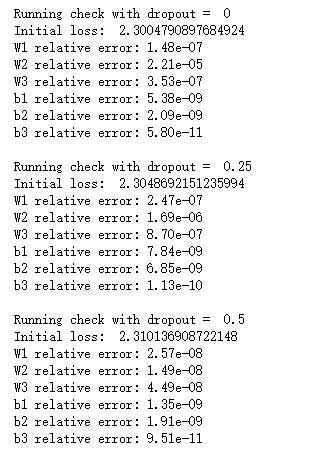 Running check with dropout =  0
Initial loss:  2.3004790897684924
W1 relative error: 1.48e-07
W2 relative error: 2.21e-05
W3 relative error: 3.53e-07
b1 relative error: 5.38e-09
b2 relative error: 2.09e-09
b3 relative error: 5.80e-11

Running check with dropout =  0.25
Initial loss:  2.3048692151235994
W1 relative error: 2.47e-07
W2 relative error: 1.69e-06
W3 relative error: 8.70e-07
b1 relative error: 7.84e-09
b2 relative error: 6.85e-09
b3 relative error: 1.13e-10

Running check with dropout =  0.5
Initial loss:  2.310136908722148
W1 relative error: 2.57e-08
W2 relative error: 1.49e-08
W3 relative error: 4.49e-08
b1 relative error: 1.35e-09
b2 relative error: 1.91e-09
b3 relative error: 9.51e-11